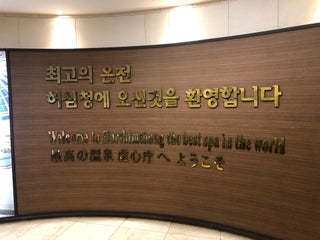 최고의 온천
허심청에 오신것을 환영합니다
Welcome to Hurshimchung the best spa in the world
最高の温泉 虚心庁へ ようこそ